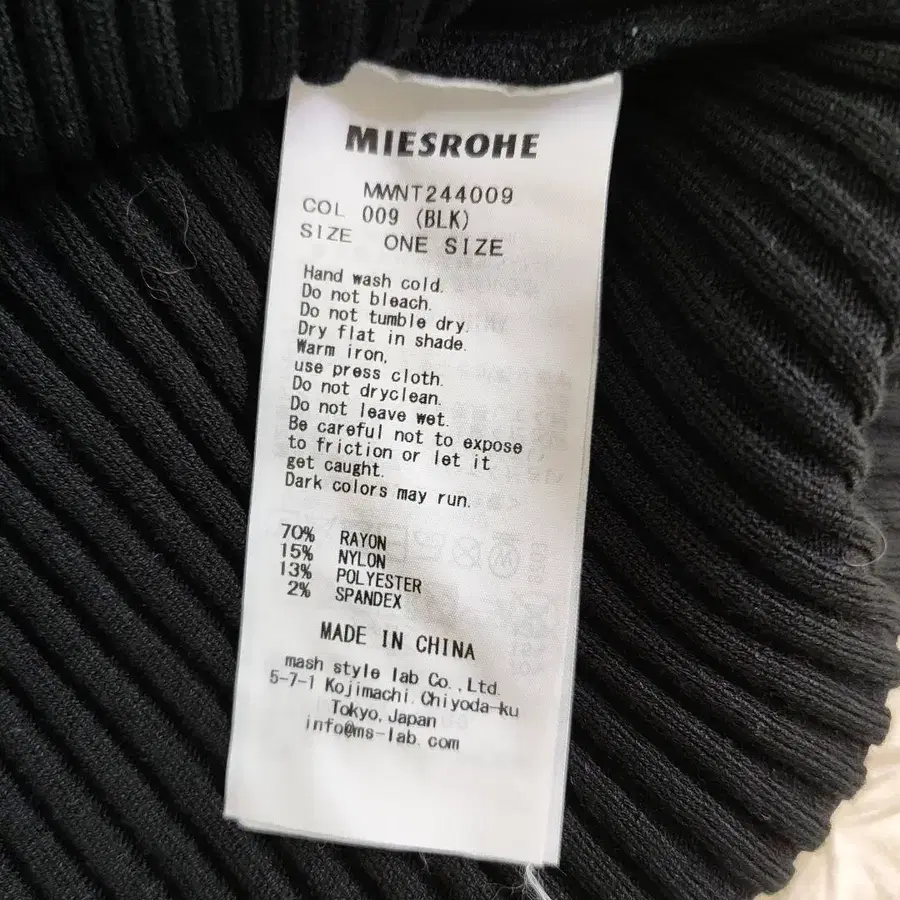 MIESROHE
MWNT244009
COL 009 (BLK)
SIZE ONE SIZE
Hand wash cold.
Do not bleach.
Do not tumble dry.
Dry flat in shade.
Warm iron,
use press cloth.
Do not dryclean.
Do not leave wet.
Be careful not to expose
to friction or let it
get caught.
Dark colors may run.
70% RAYON
15% NYLON
13% POLYESTER
2% SPANDEX
MADE IN CHINA
mash style lab Co.,Ltd.
5-7-1 Kojimachi, Chiyoda-ku
Tokyo, Japan
info@ms-lab.com